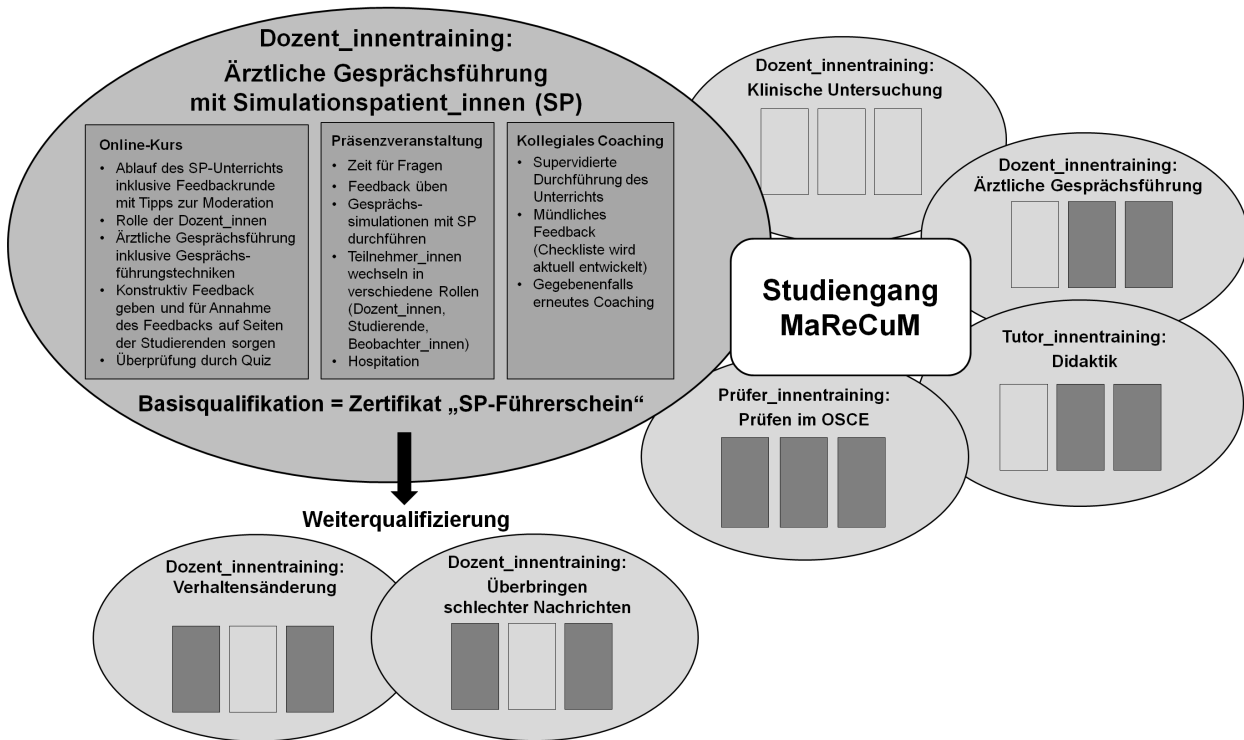 Dozent_innentraining:
Ärztliche Gesprächsführung
mit Simulationspatient_innen (SP)
Online-Kurs
• Ablauf des SP-Unterrichts
inklusive Feedbackrunde
mit Tipps zur Moderation
• Rolle der Dozent_innen
• Ärztliche Gesprächsführung
inklusive Gesprächs-
führungstechniken
• Konstruktiv Feedback
geben und für Annahme
des Feedbacks auf Seiten
der Studierenden sorgen
• Überprüfung durch Quiz
Präsenzveranstaltung
• Zeit für Fragen
• Feedback üben
• Gesprächs-
simulationen mit SP
durchführen
• Teilnehmer_innen
wechseln in
verschiedene Rollen
(Dozent_innen,
Studierende,
Beobachter_innen)
• Hospitation
Kollegiales Coaching
• Supervidierte
Durchführung des
Unterrichts
• Mündliches
Feedback
(Checkliste wird
aktuell entwickelt)
• Gegebenenfalls
erneutes Coaching
Basisqualifikation = Zertifikat „SP-Führerschein“
Weiterqualifizierung
Dozent_innentraining:
Verhaltensänderung
Dozent_innentraining:
Überbringen
schlechter Nachrichten
Dozent_innentraining:
Klinische Untersuchung
Dozent_innentraining:
Ärztliche Gesprächsführung
Studiengang
MaReCuM
Tutor_innentraining:
Didaktik
Prüfer_innentraining:
Prüfen im OSCE